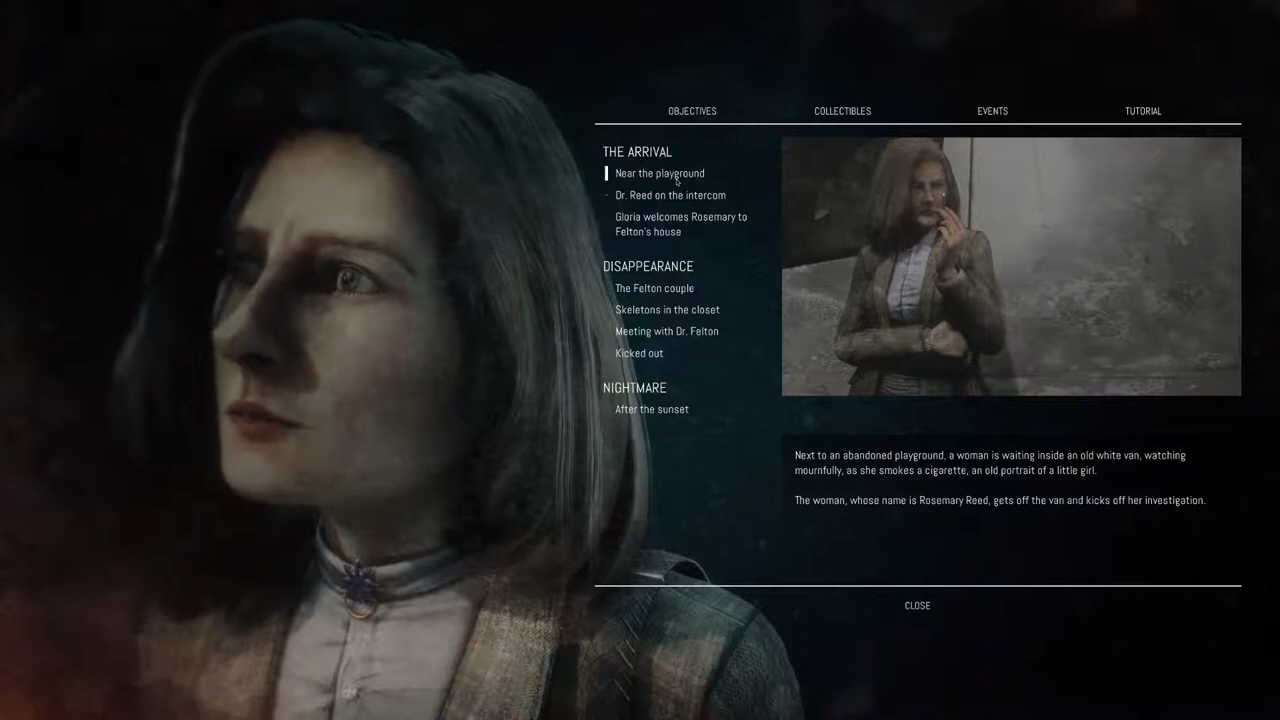 OBJECTIVES
COLLECTIBLES
EVENTS
TUTORIAL
THE ARRIVAL
Near the playground
- Dr. Reed on the intercom
Gloria welcomes Rosemary to
Felton's house
DISAPPEARANCE
The Felton couple
Skeletons in the closet
Meeting with Dr. Felton
Kicked out
NIGHTMARE
After the sunset
Next to an abandoned playground, a woman is waiting inside an old white van, watching
mournfully, as she smokes a cigarette, an old portrait of a little girl.
The woman, whose name is Rosemary Reed, gets off the van and kicks off her investigation.
CLOSE